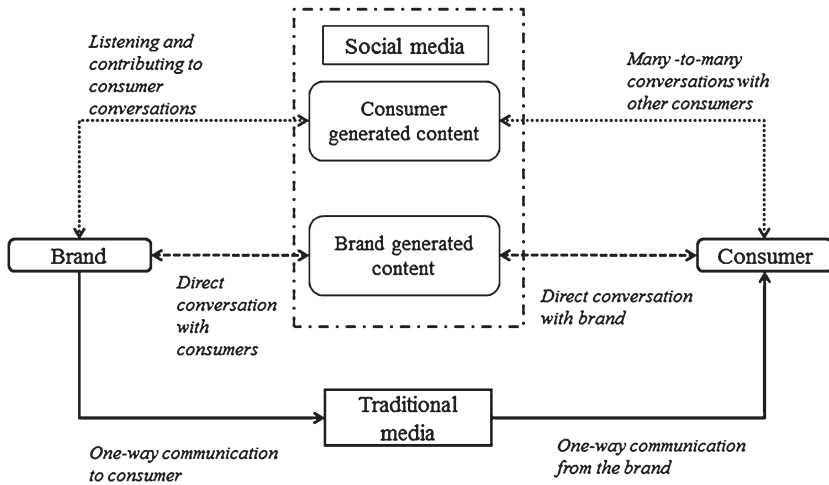 Listening and
contributing to
consumer
conversations
Social media
Consumer
generated content
Many -to-many
conversations with
other consumers
Brand
Brand generated
content
Consumer
Direct
conversation
with
consumers
Direct conversation
with brand
Traditional
media
One-way communication
to consumer
One-way communication
from the brand